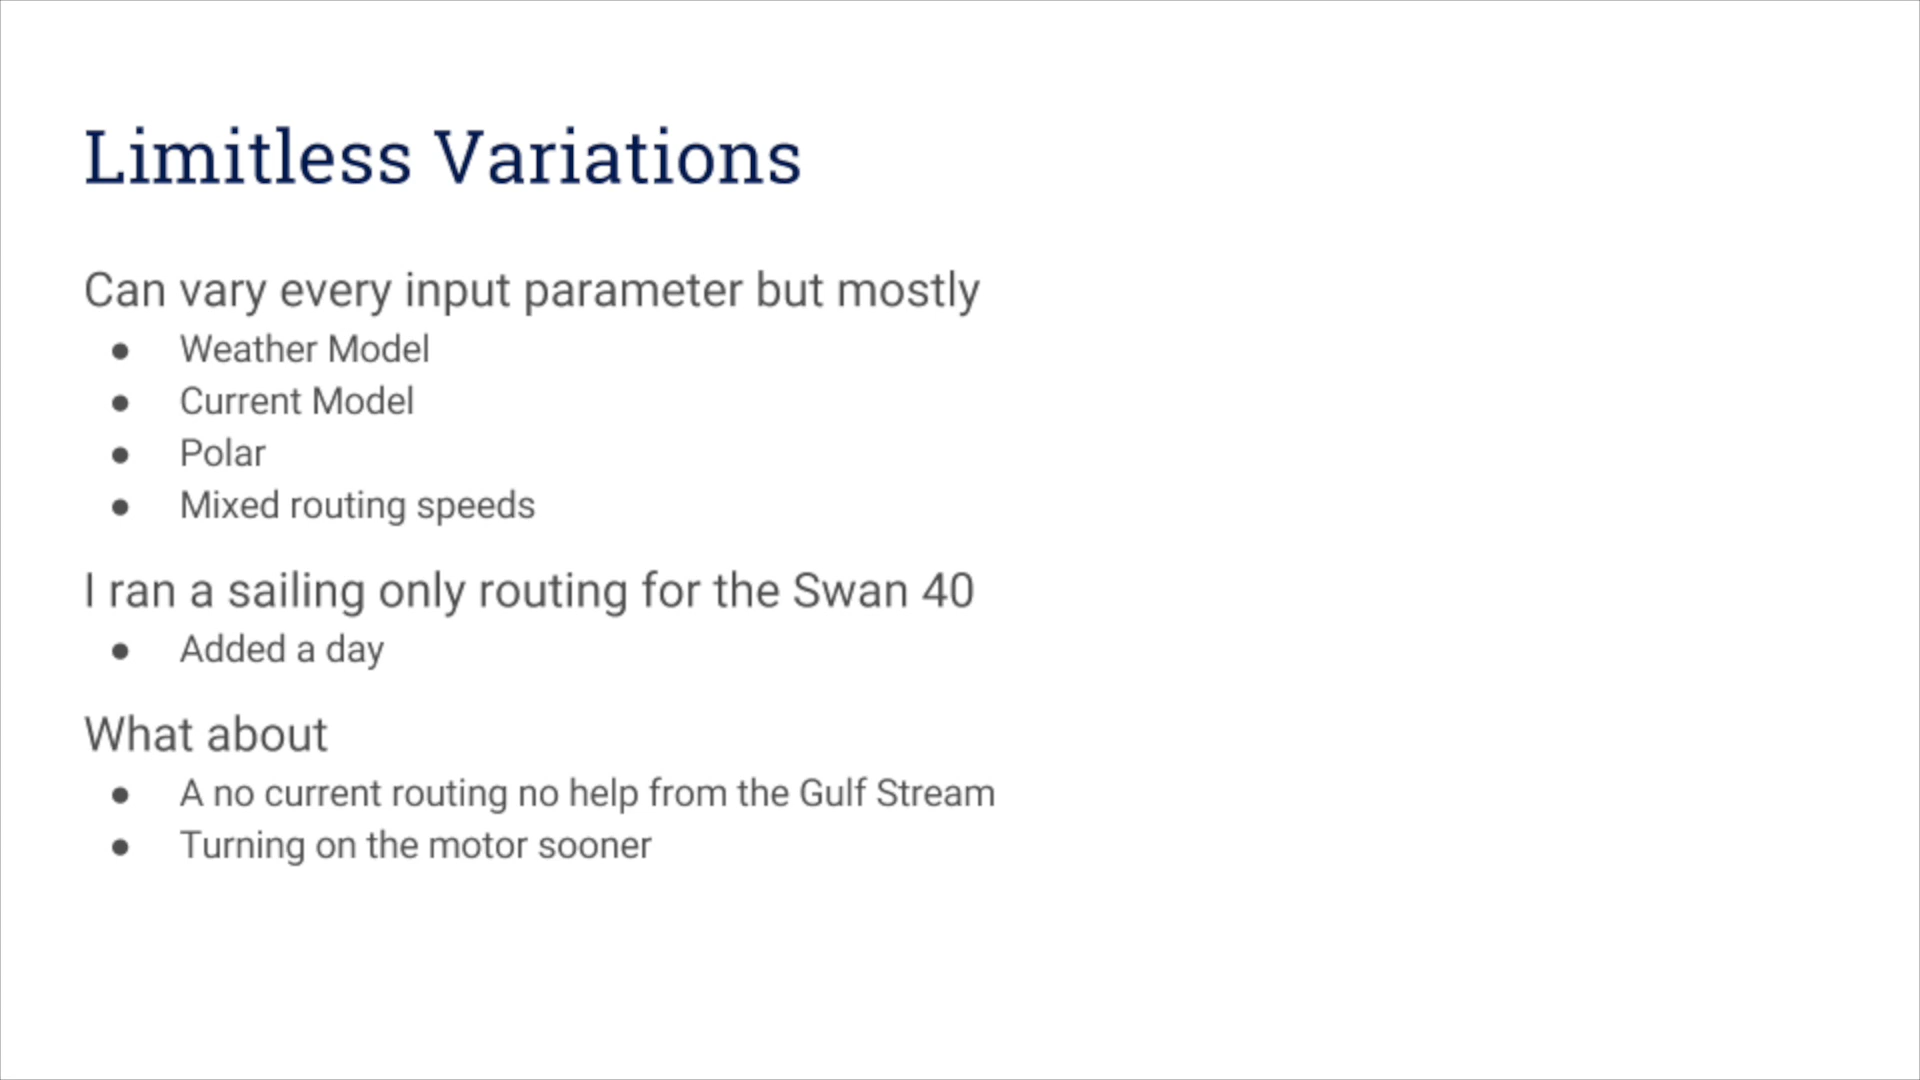 Limitless Variations
Can vary every input parameter but mostly
● Weather Model
● Current Model
● Polar
● Mixed routing speeds
I ran a sailing only routing for the Swan 40
● Added a day
What about
● A no current routing no help from the Gulf Stream
● Turning on the motor sooner